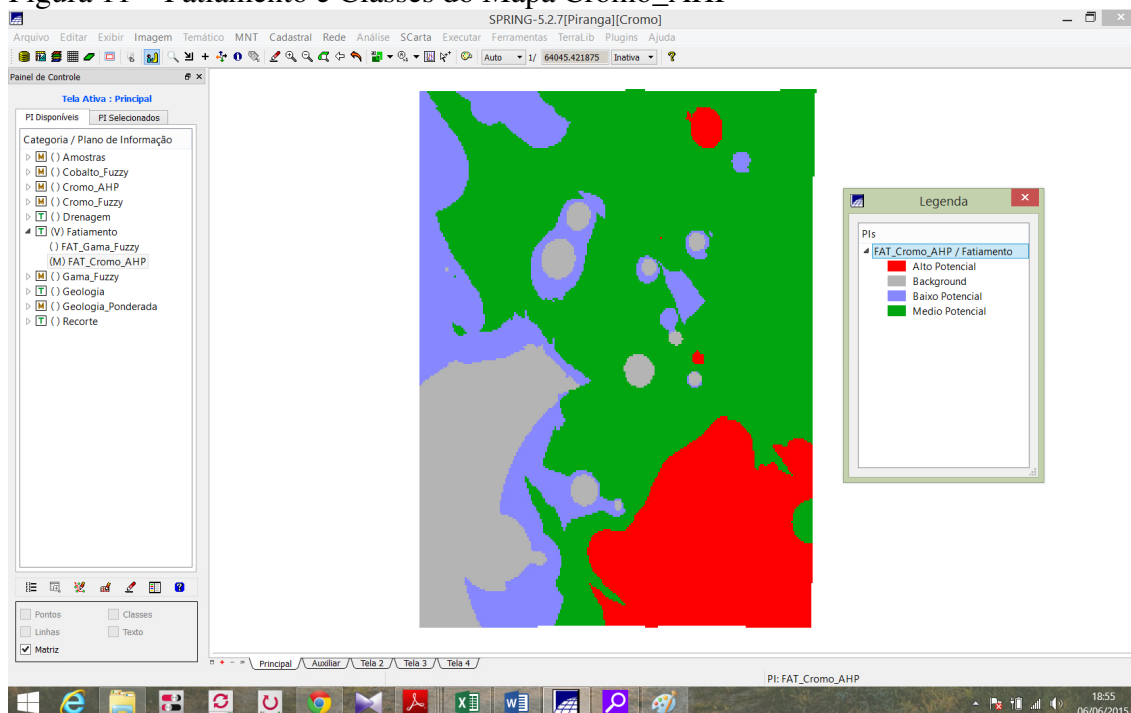 Figura 11 – Fatiamento e Classes do Mapa Cromo_AHP
SPRING-5.2.7[Piranga][Cromo]
Arquivo Editar Exibir Imagem Temático MNT Cadastral Rede Análise SCarta Executar Ferramentas TerraLib Plugins Ajuda
Auto 1/ 64045.421875 Inativa
Painel de Controle
Tela Ativa : Principal
PI Disponíveis PI Selecionados
Categoria / Plano de Informação
M () Amostras
M () Cobalto_Fuzzy
M () Cromo_AHP
M () Cromo_Fuzzy
T () Drenagem
T (V) Fatiamento
() FAT_Gama_Fuzzy
(M) FAT_Cromo_AHP
M () Gama_Fuzzy
T () Geologia
M () Geologia_Ponderada
T () Recorte
Legenda
PIs
FAT_Cromo_AHP / Fatiamento
Alto Potencial
Background
Baixo Potencial
Medio Potencial
Pontos Classes
Linhas Texto
Matriz
Principal Auxiliar Tela 2 Tela 3 Tela 4
PI: FAT_Cromo_AHP
18:55
06/06/2015